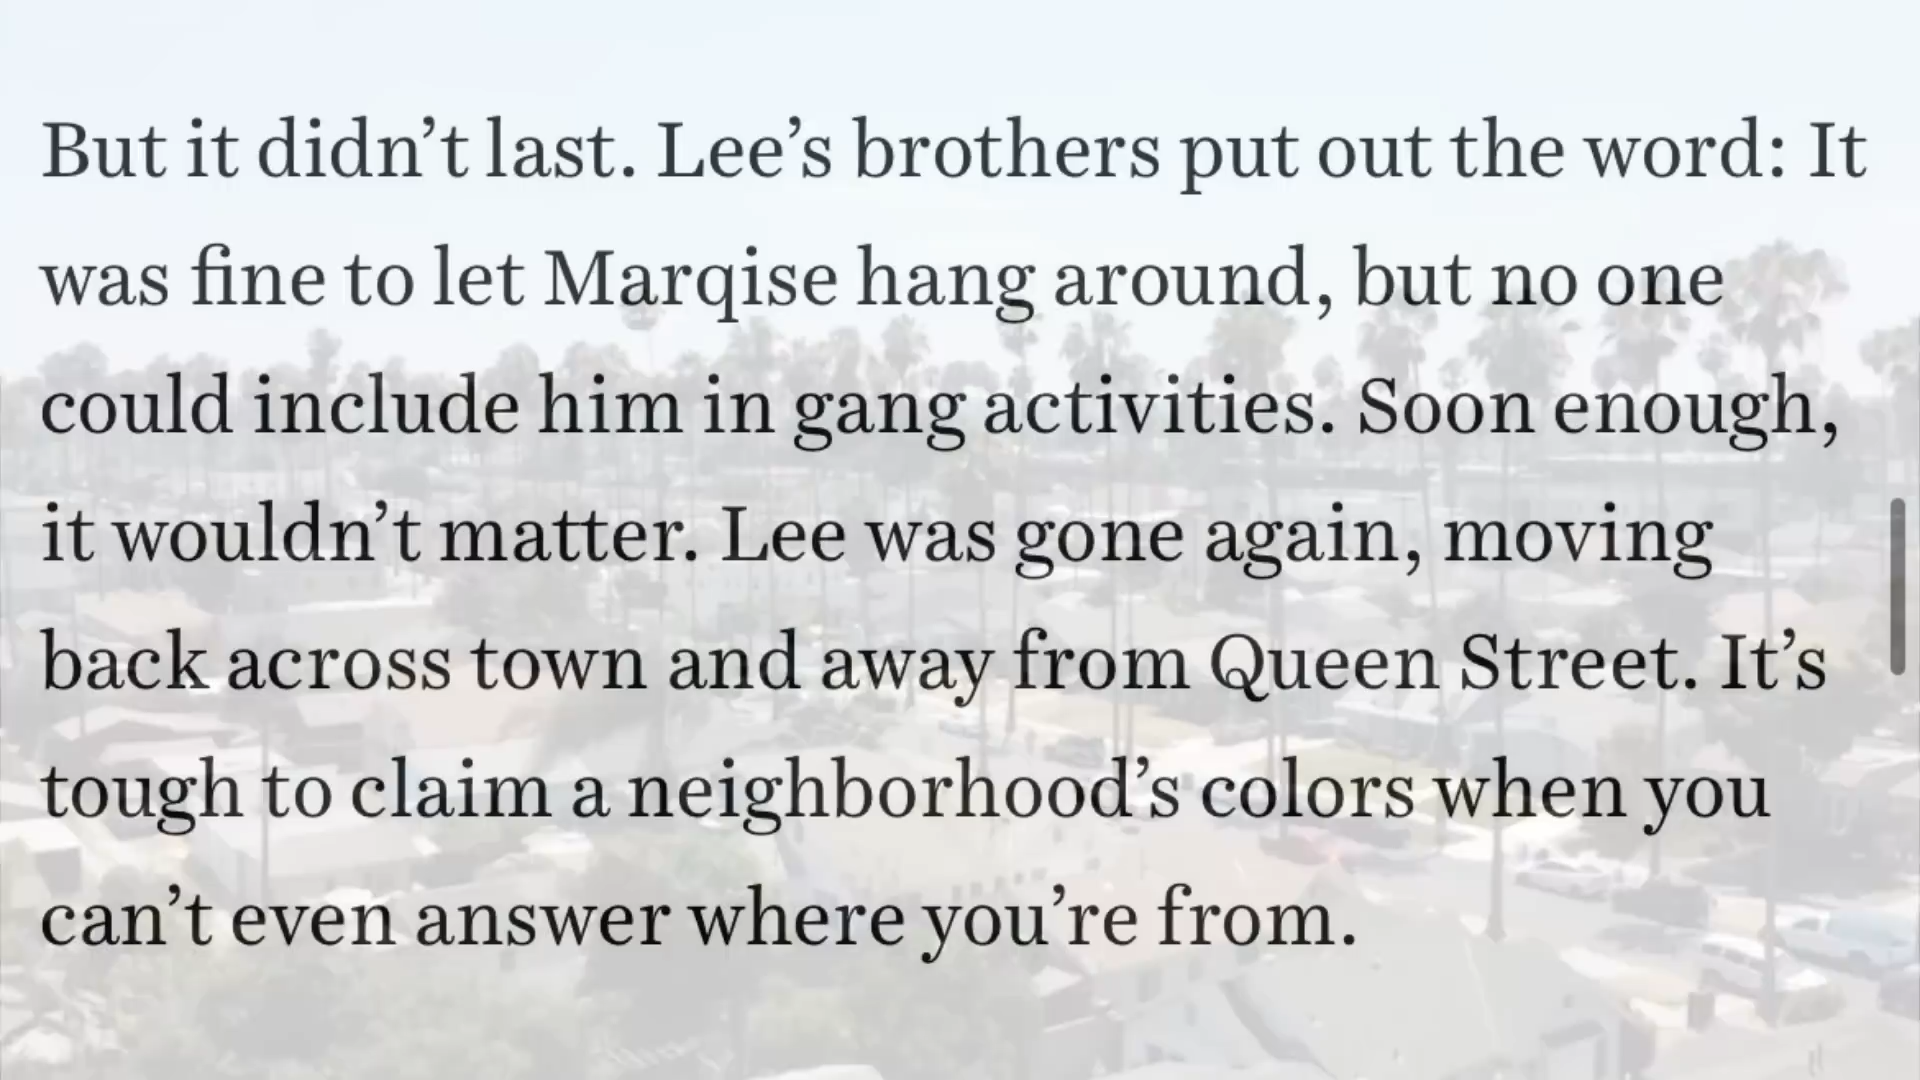 But it didn’t last. Lee’s brothers put out the word: It
was fine to let Marqise hang around, but no one
could include him in gang activities. Soon enough,
it wouldn’t matter. Lee was gone again, moving
back across town and away from Queen Street. It’s
tough to claim a neighborhood’s colors when you
can’t even answer where you’re from.